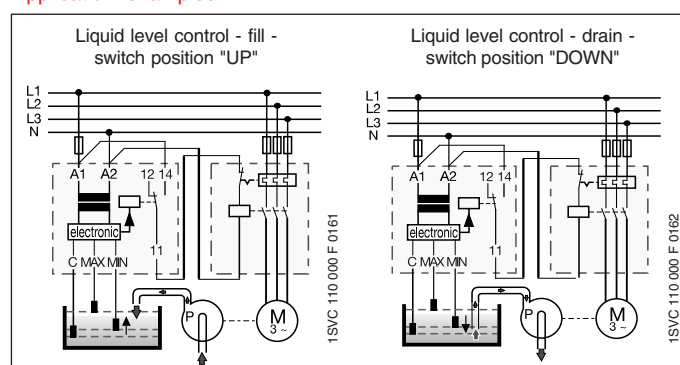 Liquid level control - fill -
switch position "UP"
L1
L2
L3
N
A1 A2 12 14
electronic
11
C MAX MIN
P
M
3 ~
1SVC 110 000 F 0161
Liquid level control - drain -
switch position "DOWN"
L1
L2
L3
N
A1 A2 12 14
electronic
11
C MAX MIN
P
M
3 ~
1SVC 110 000 F 0162